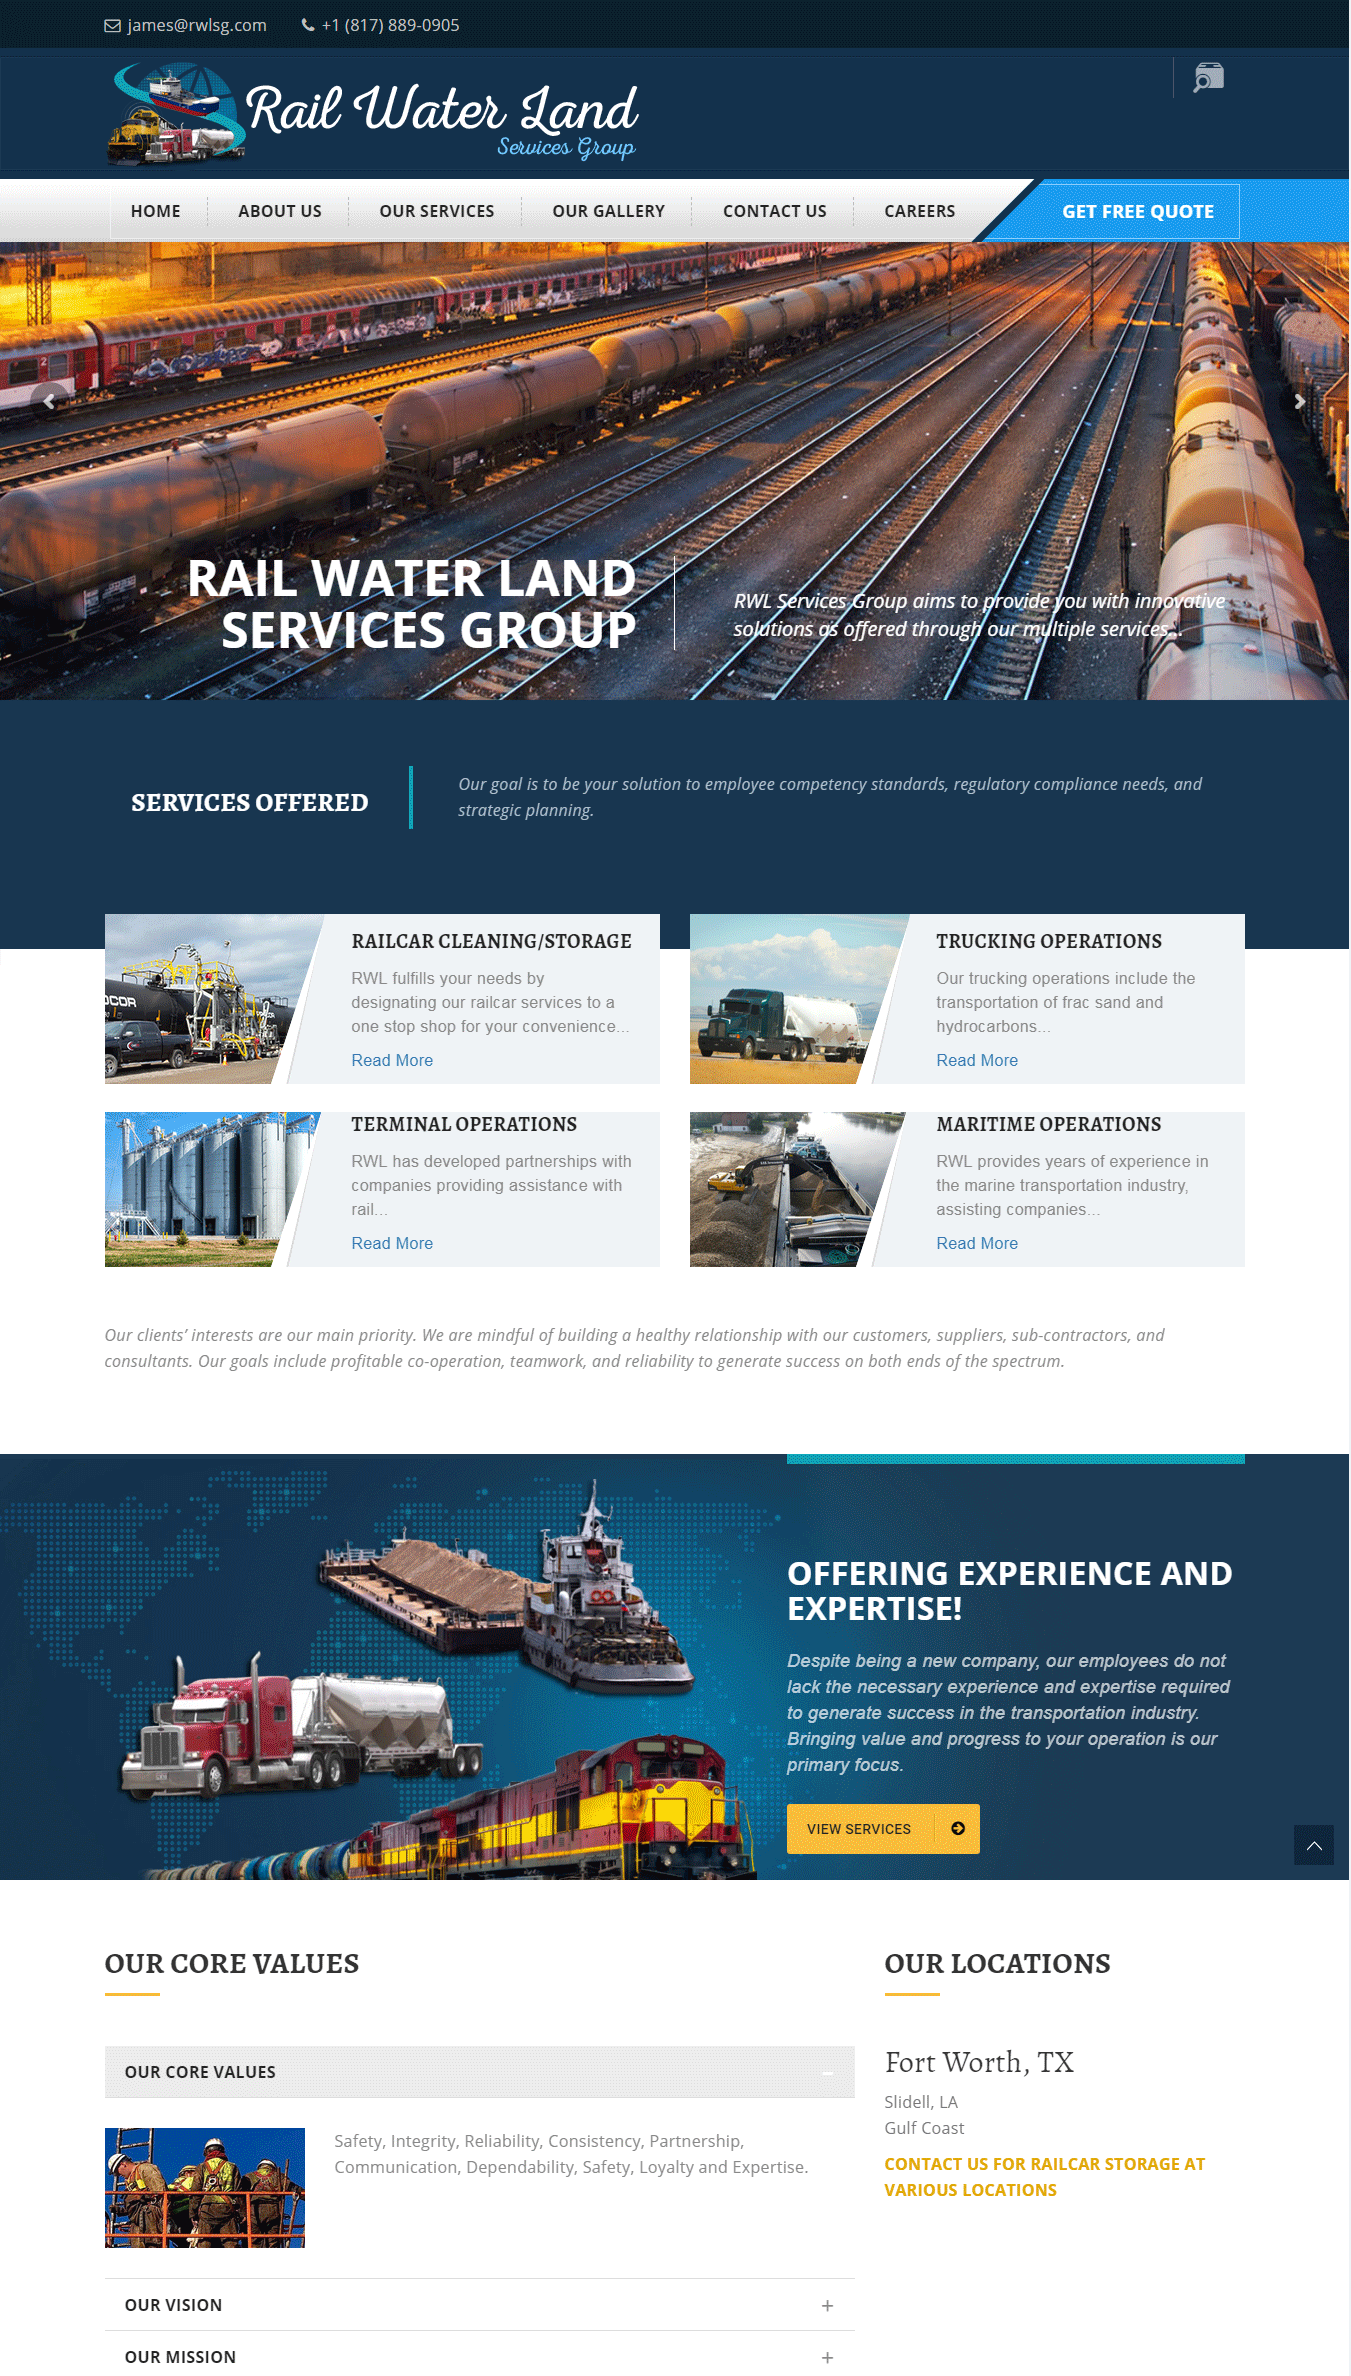 james@rwlsg.com +1 (817) 889-0905
Rail Water Land
Services Group
HOME ABOUT US OUR SERVICES OUR GALLERY CONTACT US CAREERS GET FREE QUOTE
RAIL WATER LAND
SERVICES GROUP
RWL Services Group aims to provide you with innovative
solutions as offered through our multiple services...
SERVICES OFFERED
Our goal is to be your solution to employee competency standards, regulatory compliance needs, and
strategic planning.
RAILCAR CLEANING/STORAGE
RWL fulfills your needs by
designating our railcar services to a
one stop shop for your convenience...
Read More
TRUCKING OPERATIONS
Our trucking operations include the
transportation of frac sand and
hydrocarbons...
Read More
TERMINAL OPERATIONS
RWL has developed partnerships with
companies providing assistance with
rail...
Read More
MARITIME OPERATIONS
RWL provides years of experience in
the marine transportation industry,
assisting companies...
Read More
Our clients’ interests are our main priority. We are mindful of building a healthy relationship with our customers, suppliers, sub-contractors, and
consultants. Our goals include profitable co-operation, teamwork, and reliability to generate success on both ends of the spectrum.
OFFERING EXPERIENCE AND
EXPERTISE!
Despite being a new company, our employees do not
lack the necessary experience and expertise required
to generate success in the transportation industry.
Bringing value and progress to your operation is our
primary focus.
VIEW SERVICES
OUR CORE VALUES
OUR CORE VALUES
Safety, Integrity, Reliability, Consistency, Partnership,
Communication, Dependability, Safety, Loyalty and Expertise.
OUR VISION
OUR MISSION
OUR LOCATIONS
Fort Worth, TX
Slidell, LA
Gulf Coast
CONTACT US FOR RAILCAR STORAGE AT
VARIOUS LOCATIONS